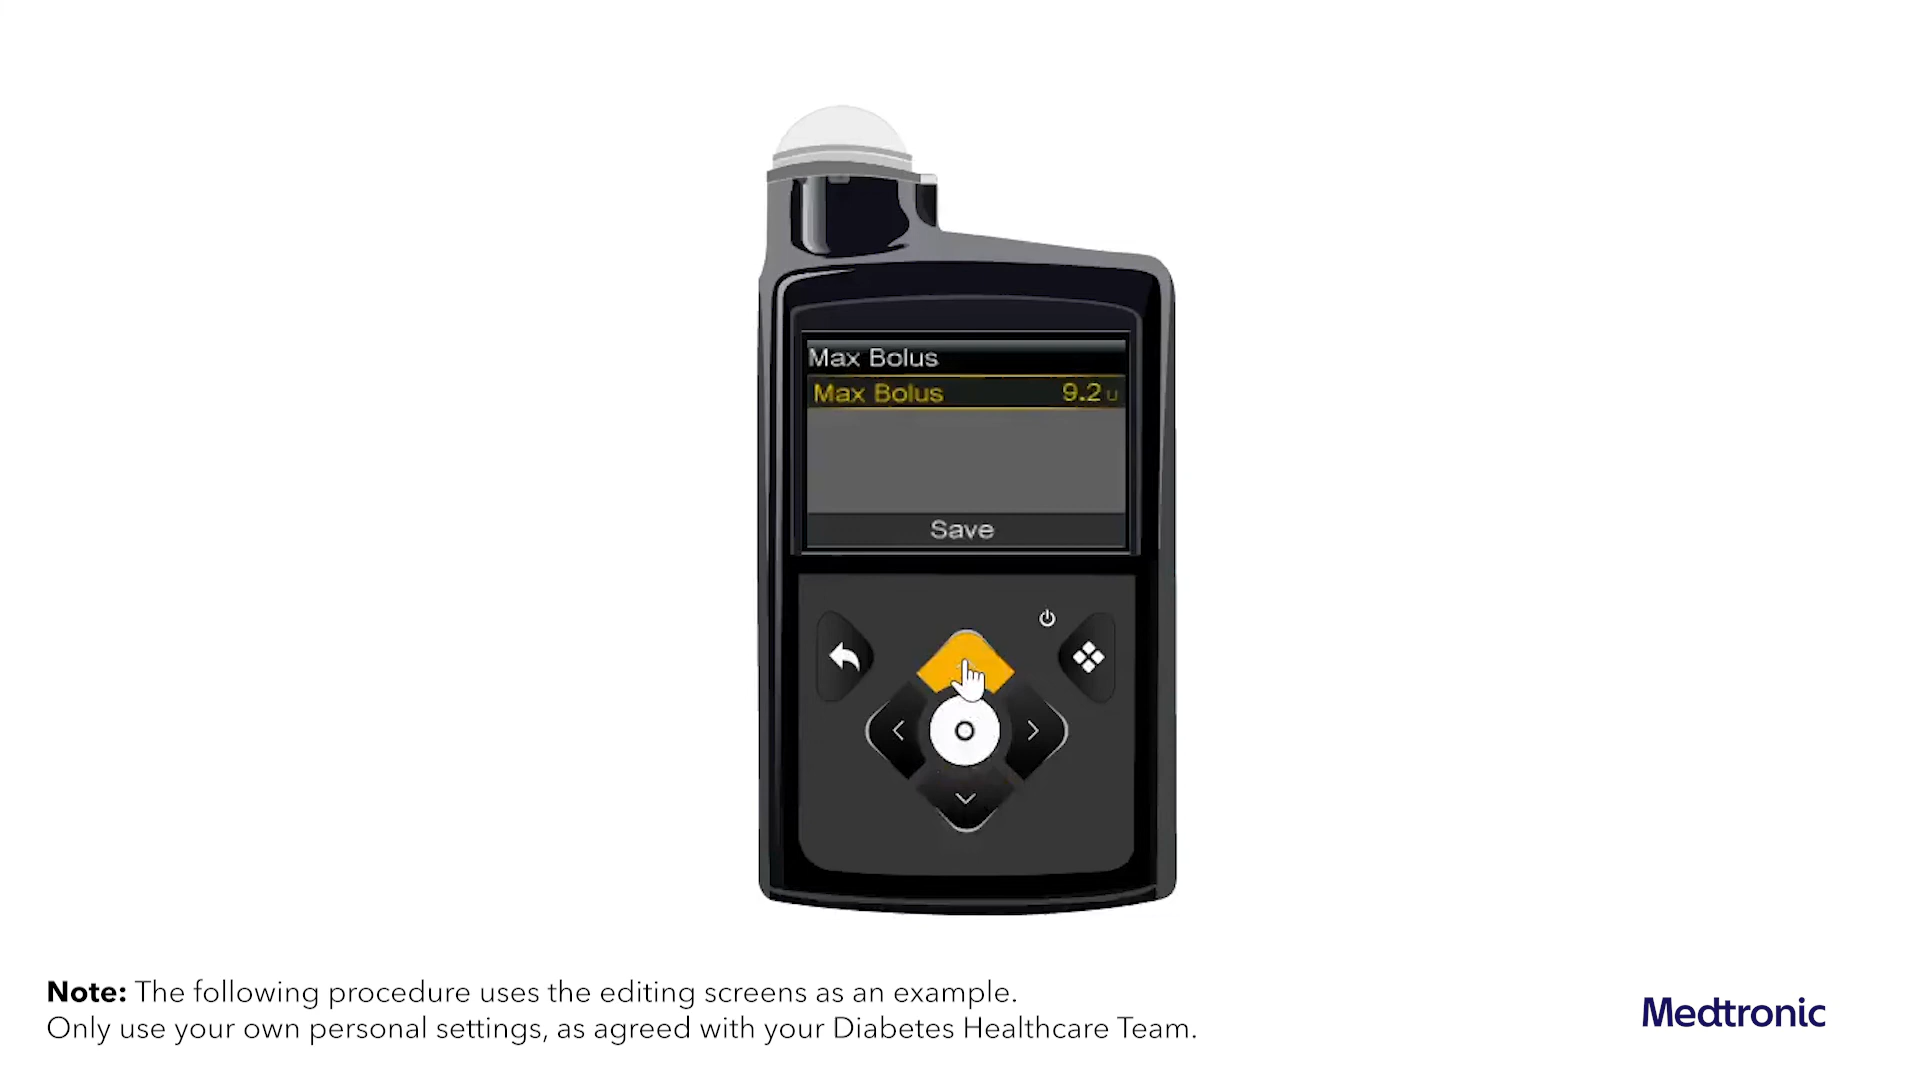 Max Bolus
Max Bolus 9.2 u
Save
Note: The following procedure uses the editing screens as an example.
Only use your own personal settings, as agreed with your Diabetes Healthcare Team.
Medtronic